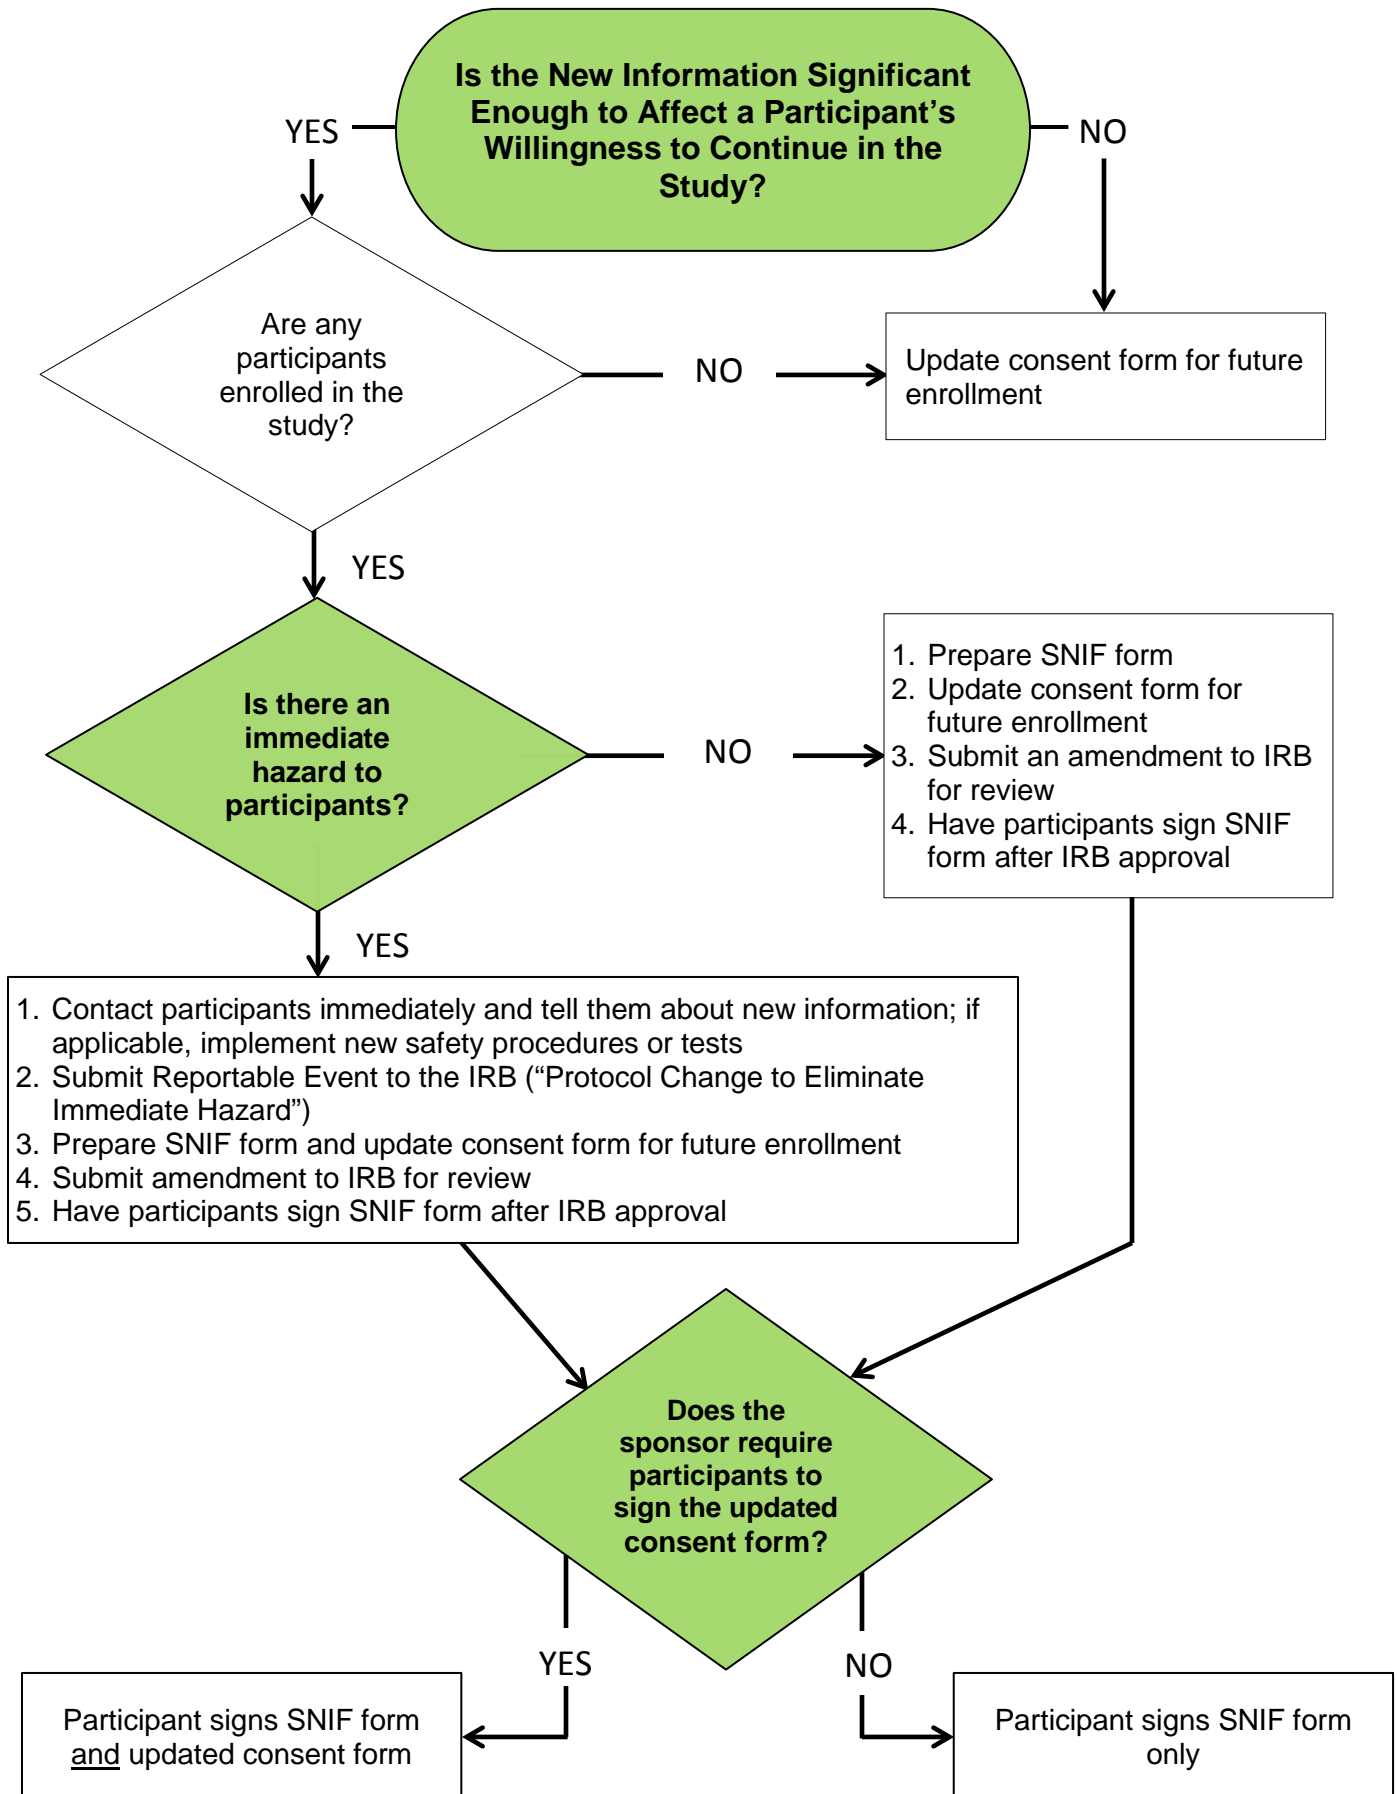 Is the New Information Significant
Enough to Affect a Participant’s
Willingness to Continue in the
Study?
YES
NO
Are any
participants
enrolled in the
study?
NO
Update consent form for future
enrollment
YES
Is there an
immediate
hazard to
participants?
NO
1. Prepare SNIF form
2. Update consent form for
future enrollment
3. Submit an amendment to IRB
for review
4. Have participants sign SNIF
form after IRB approval
YES
1. Contact participants immediately and tell them about new information; if
applicable, implement new safety procedures or tests
2. Submit Reportable Event to the IRB (“Protocol Change to Eliminate
Immediate Hazard”)
3. Prepare SNIF form and update consent form for future enrollment
4. Submit amendment to IRB for review
5. Have participants sign SNIF form after IRB approval
Does the
sponsor require
participants to
sign the updated
consent form?
YES
NO
Participant signs SNIF form
and updated consent form
Participant signs SNIF form
only